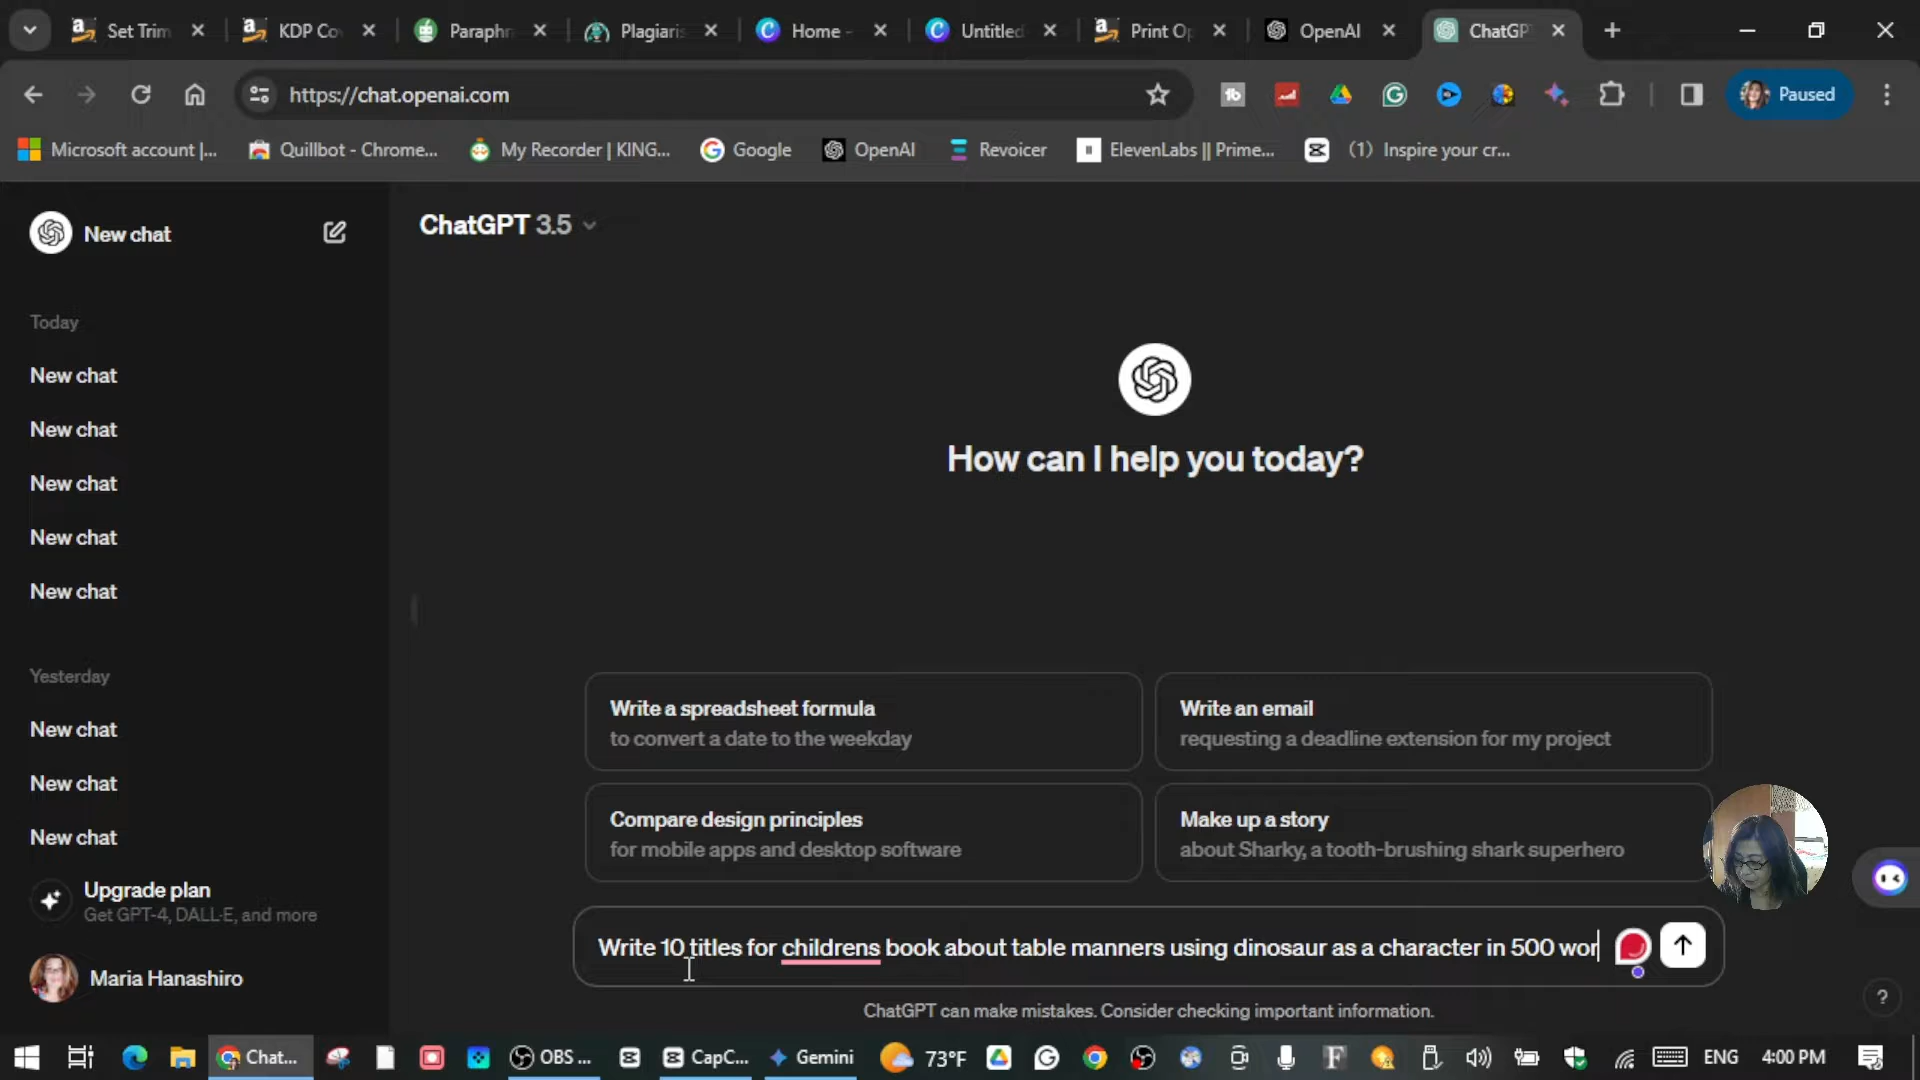 Set Trim
KDP Co
Paraphr
Plagiaris
Home -
Untitled
Print Op
OpenAI
ChatGP
https://chat.openai.com
Paused
Microsoft account |...
Quillbot - Chrome...
My Recorder | KING...
Google
OpenAI
Revoicer
ElevenLabs || Prime...
(1) Inspire your cr...
New chat
ChatGPT 3.5
Today
New chat
New chat
New chat
New chat
New chat
Yesterday
New chat
New chat
New chat
Upgrade plan
Get GPT-4, DALL·E, and more
Maria Hanashiro
How can I help you today?
Write a spreadsheet formula
to convert a date to the weekday
Write an email
requesting a deadline extension for my project
Compare design principles
for mobile apps and desktop software
Make up a story
about Sharky, a tooth-brushing shark superhero
Write 10 titles for childrens book about table manners using dinosaur as a character in 500 wor
ChatGPT can make mistakes. Consider checking important information.
?
Chat...
OBS ...
CapC...
Gemini
73°F
ENG
4:00 PM